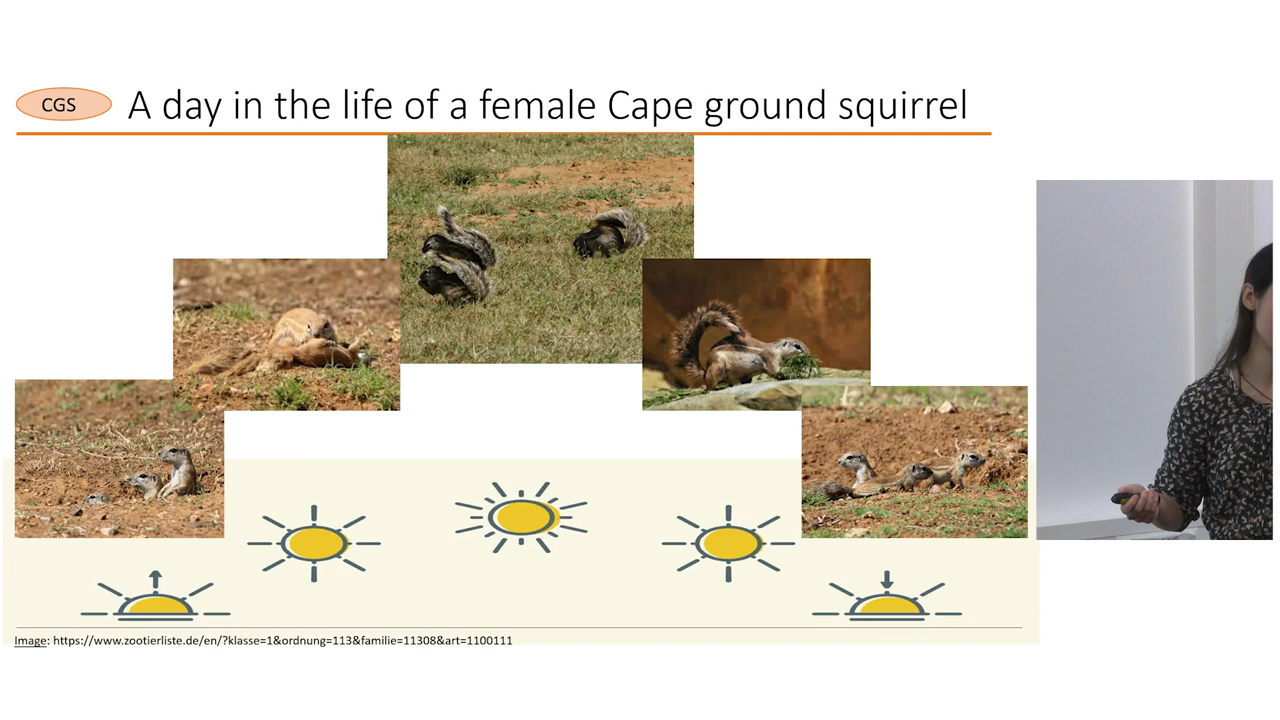 CGS
A day in the life of a female Cape ground squirrel
Image: https://www.zootierliste.de/en/?klasse=1&ordnung=113&familie=11308&art=1100111